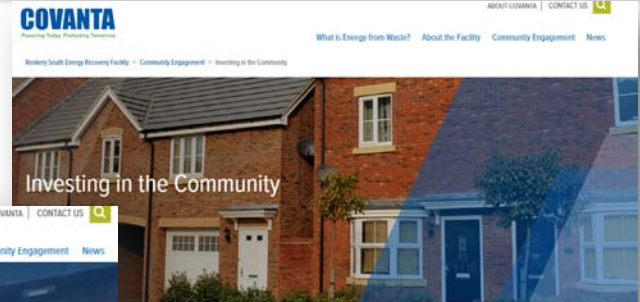 ABOUT COVANTA | CONTACT US
COVANTA
Powering Today. Protecting Tomorrow.
What is Energy-from-Waste? About the Facility Community Engagement News
Rookery South Energy Recovery Facility > Community Engagement > Investing in the Community
Investing in the Community
VANTA | CONTACT US
nity Engagement News